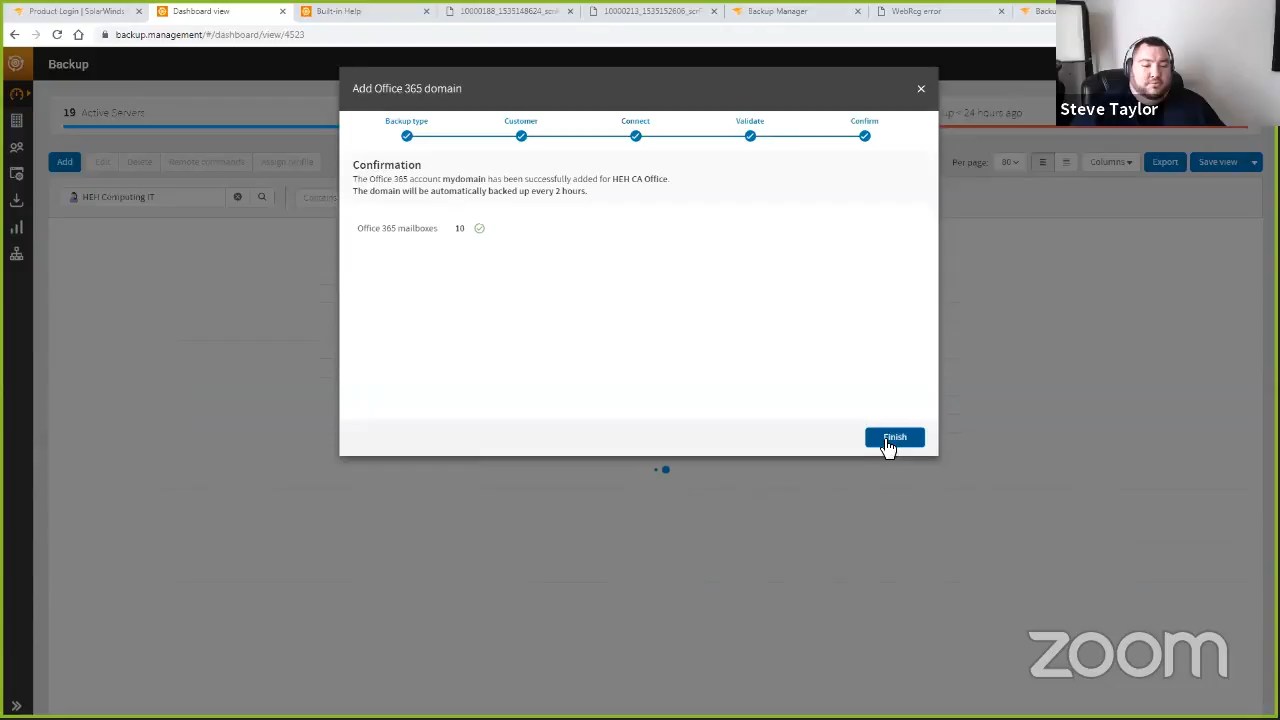 Product Login | SolarWinds
Dashboard view
Built-in Help
10000188_1535148624_scr
10000213_1535152606_scr
Backup Manager
WebRcg error
backup.management/#/dashboard/view/4523
Backup
Add Office 365 domain
Steve Taylor
19 Active Servers
< 24 hours ago
Backup type
Customer
Connect
Validate
Confirm
Add
Edit
Delete
Remote commands
Assign profile
Per page:
80
Columns
Export
Save view
Confirmation
The Office 365 account mydomain has been successfully added for HEH CA Office.
The domain will be automatically backed up every 2 hours.
HEH Computing IT
Office 365 mailboxes 10
Finish
zoom